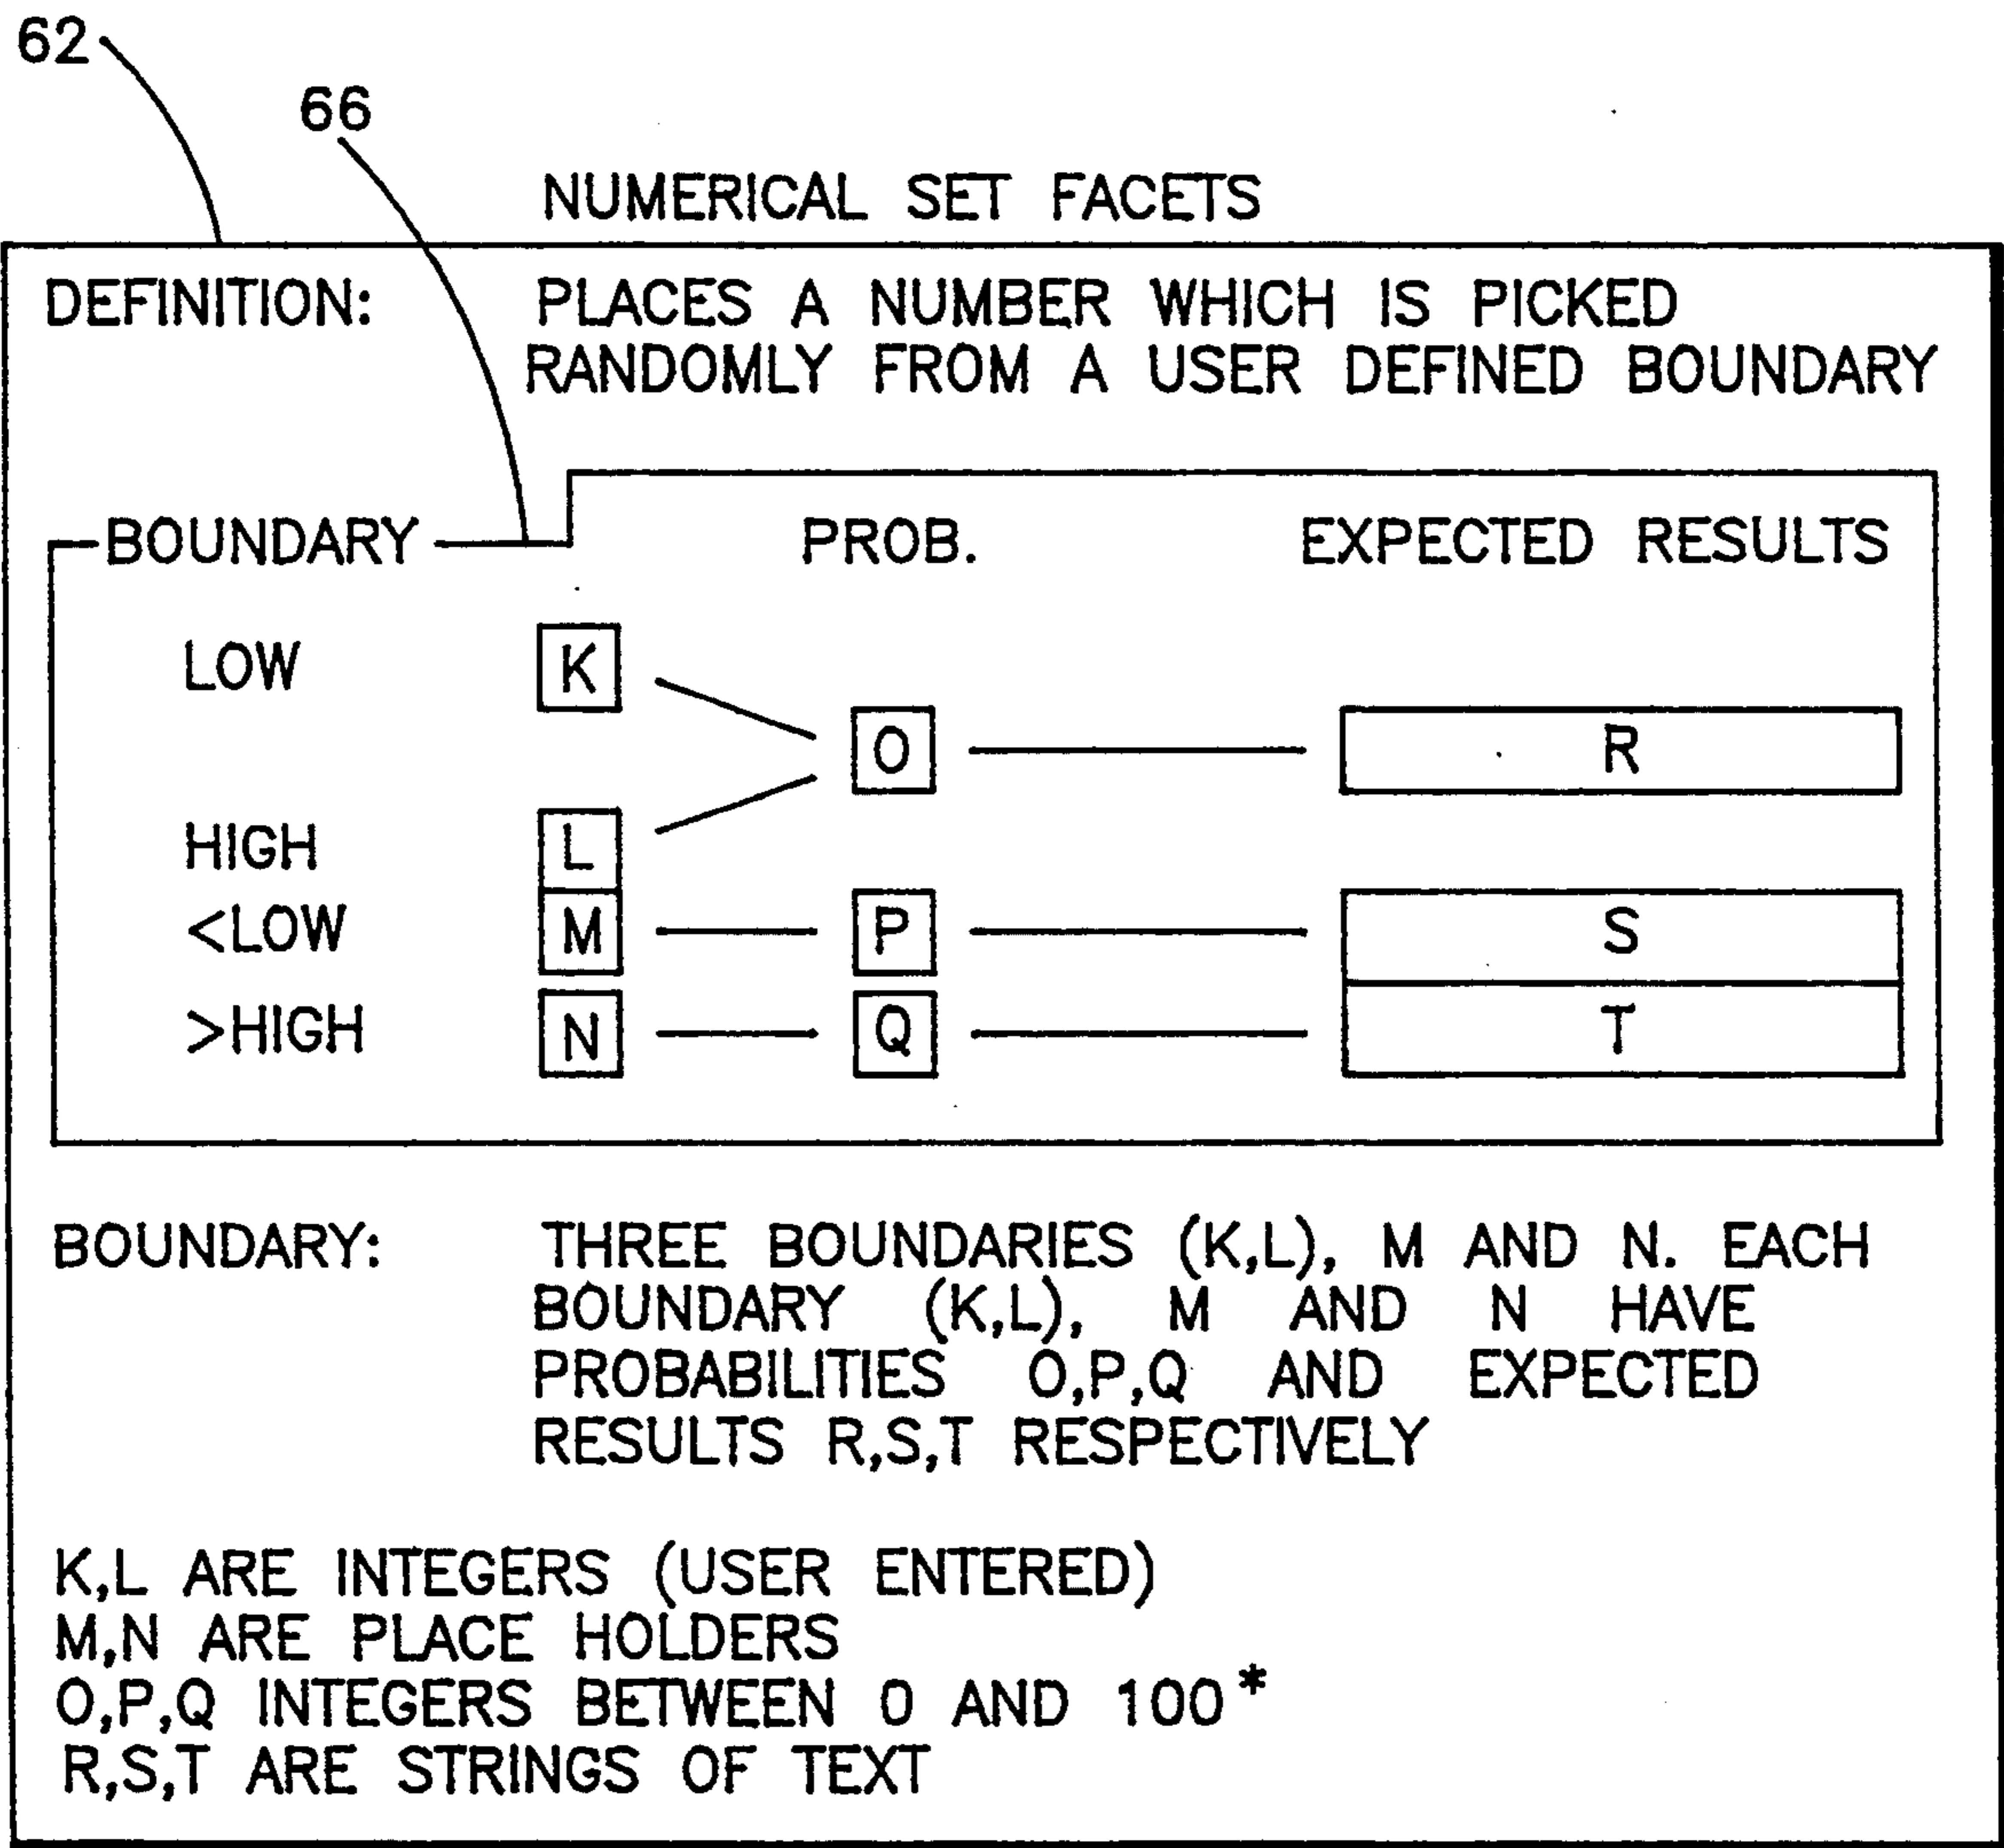 62
66
NUMERICAL SET FACETS
DEFINITION: PLACES A NUMBER WHICH IS PICKED
RANDOMLY FROM A USER DEFINED BOUNDARY
BOUNDARY PROB. EXPECTED RESULTS
LOW K
O R
HIGH L
<LOW M P S
>HIGH N Q T
BOUNDARY: THREE BOUNDARIES (K,L), M AND N. EACH
BOUNDARY (K,L), M AND N HAVE
PROBABILITIES O,P,Q AND EXPECTED
RESULTS R,S,T RESPECTIVELY
K,L ARE INTEGERS (USER ENTERED)
M,N ARE PLACE HOLDERS
O,P,Q INTEGERS BETWEEN 0 AND 100*
R,S,T ARE STRINGS OF TEXT